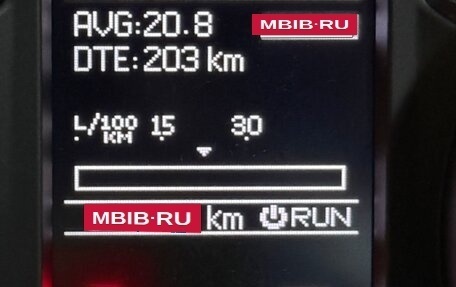 AVG:20.8 MBIB·RU
DTE:203 km
L/100 KM 15 30
MBIB·RU km RUN